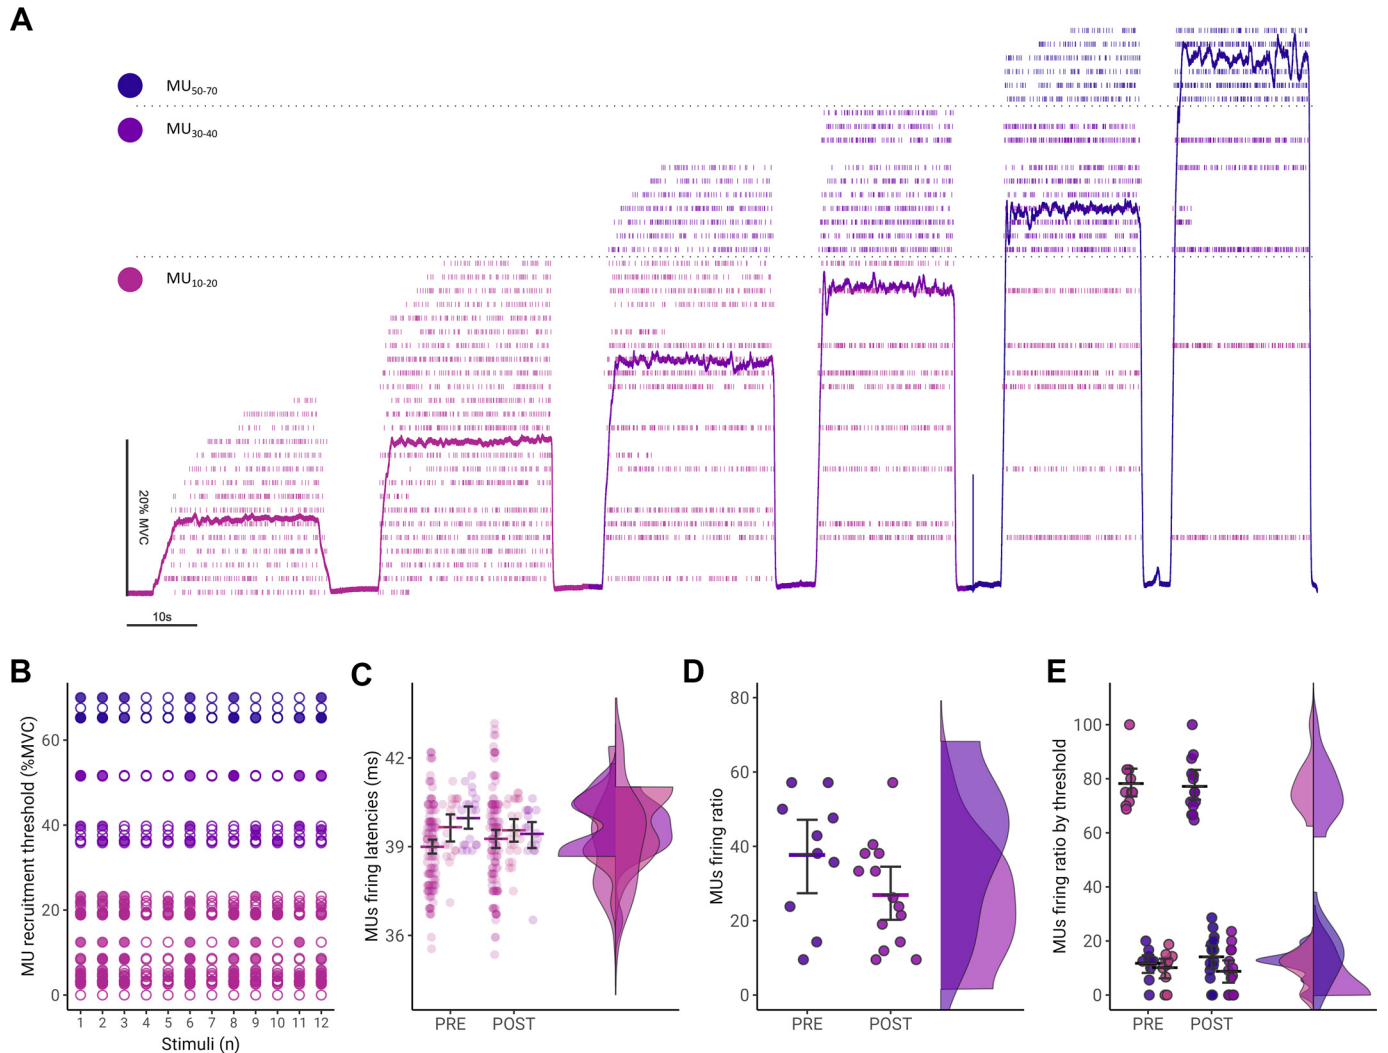 A
MU50-70
MU30-40
MU10-20
20% MVC
10s
B
MU recruitment threshold (%MVC)
60
40
20
0
1 2 3 4 5 6 7 8 9 10 11 12
Stimuli (n)
C
MUs firing latencies (ms)
42
39
36
PRE POST
D
MUs firing ratio
80
60
40
20
0
PRE POST
E
MUs firing ratio by threshold
100
80
60
40
20
0
PRE POST